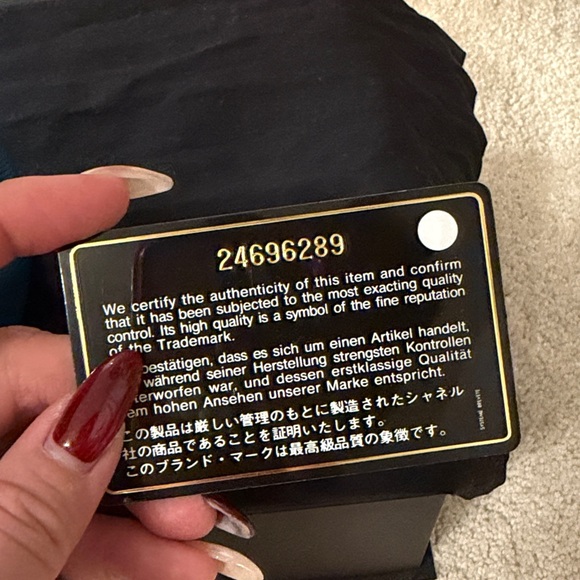 24696289
We certify the authenticity of this item and confirm
that it has been subjected to the most exacting quality
control. Its high quality is a symbol of the fine reputation
of the Trademark.
bestätigen, dass es sich um einen Artikel handelt,
während seiner Herstellung strengsten Kontrollen
terworfen war, und dessen erstklassige Qualität
em hohen Ansehen unserer Marke entspricht.
この製品は厳しい管理のもとに製造されたシャネル
社の商品であることを証明いたします。
このブランド・マークは最高級品質の象徴です。